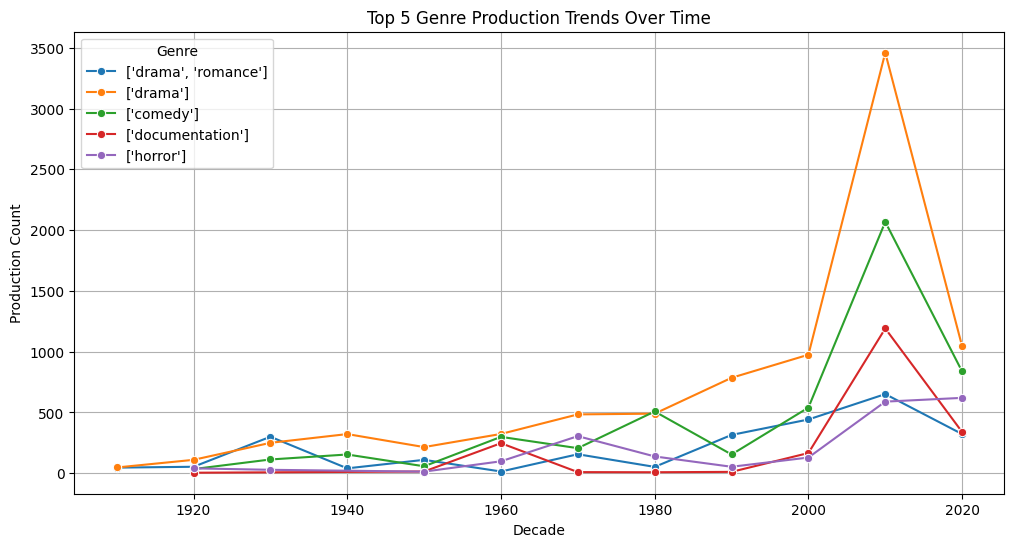 Top 5 Genre Production Trends Over Time
Genre
['drama', 'romance']
['drama']
['comedy']
['documentation']
['horror']
3500
3000
2500
2000
1500
1000
500
0
Production Count
1920
1940
1960
1980
2000
2020
Decade